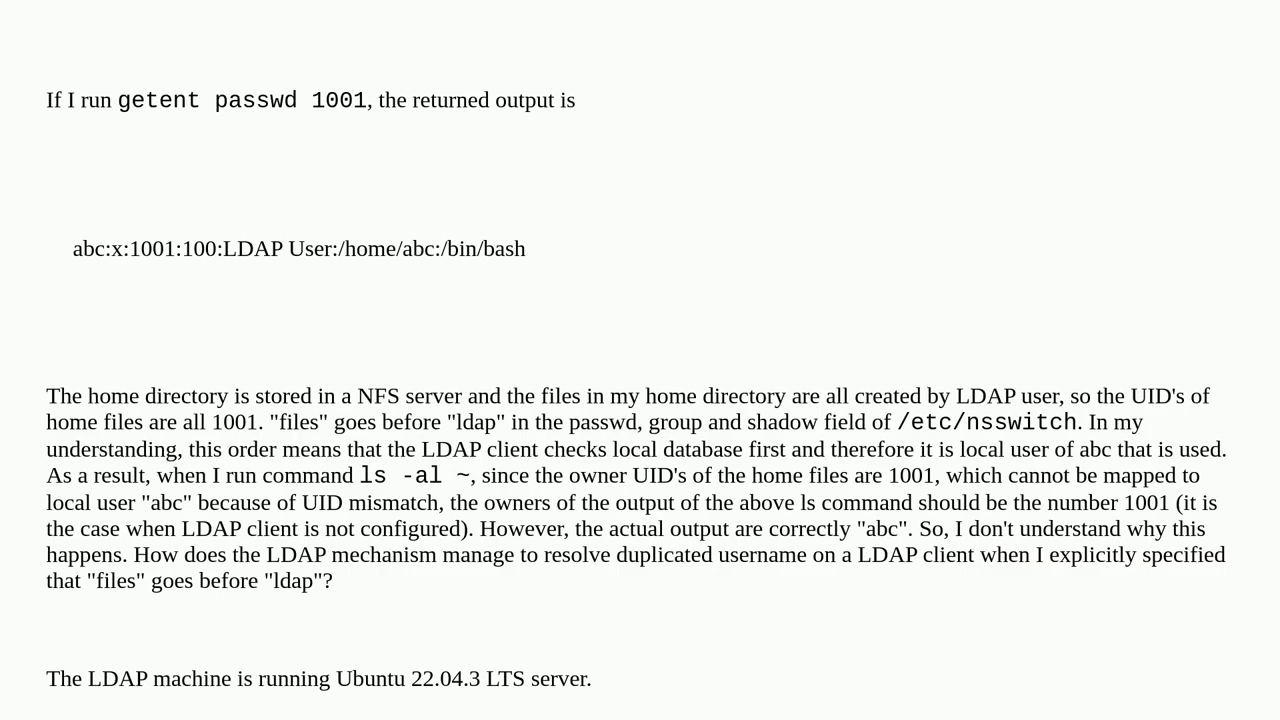 If I run getent passwd 1001, the returned output is
abc:x:1001:100:LDAP User:/home/abc:/bin/bash
The home directory is stored in a NFS server and the files in my home directory are all created by LDAP user, so the UID's of
home files are all 1001. "files" goes before "ldap" in the passwd, group and shadow field of /etc/nsswitch. In my
understanding, this order means that the LDAP client checks local database first and therefore it is local user of abc that is used.
As a result, when I run command ls -al ~, since the owner UID's of the home files are 1001, which cannot be mapped to
local user "abc" because of UID mismatch, the owners of the output of the above ls command should be the number 1001 (it is
the case when LDAP client is not configured). However, the actual output are correctly "abc". So, I don't understand why this
happens. How does the LDAP mechanism manage to resolve duplicated username on a LDAP client when I explicitly specified
that "files" goes before "ldap"?
The LDAP machine is running Ubuntu 22.04.3 LTS server.